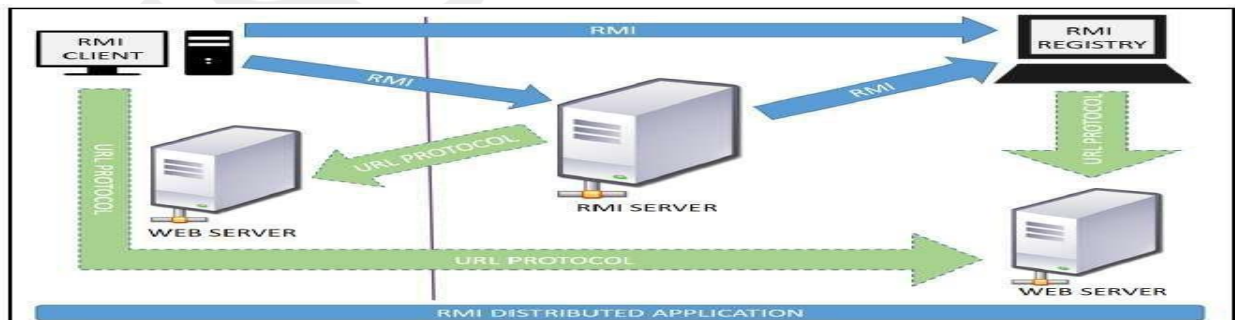 RMI
CLIENT
RMI
RMI
REGISTRY
RMI
RMI
URL PROTOCOL
URL PROTOCOL
URL PROTOCOL
RMI SERVER
WEB SERVER
URL PROTOCOL
WEB SERVER
RMI DISTRIBUTED APPLICATION